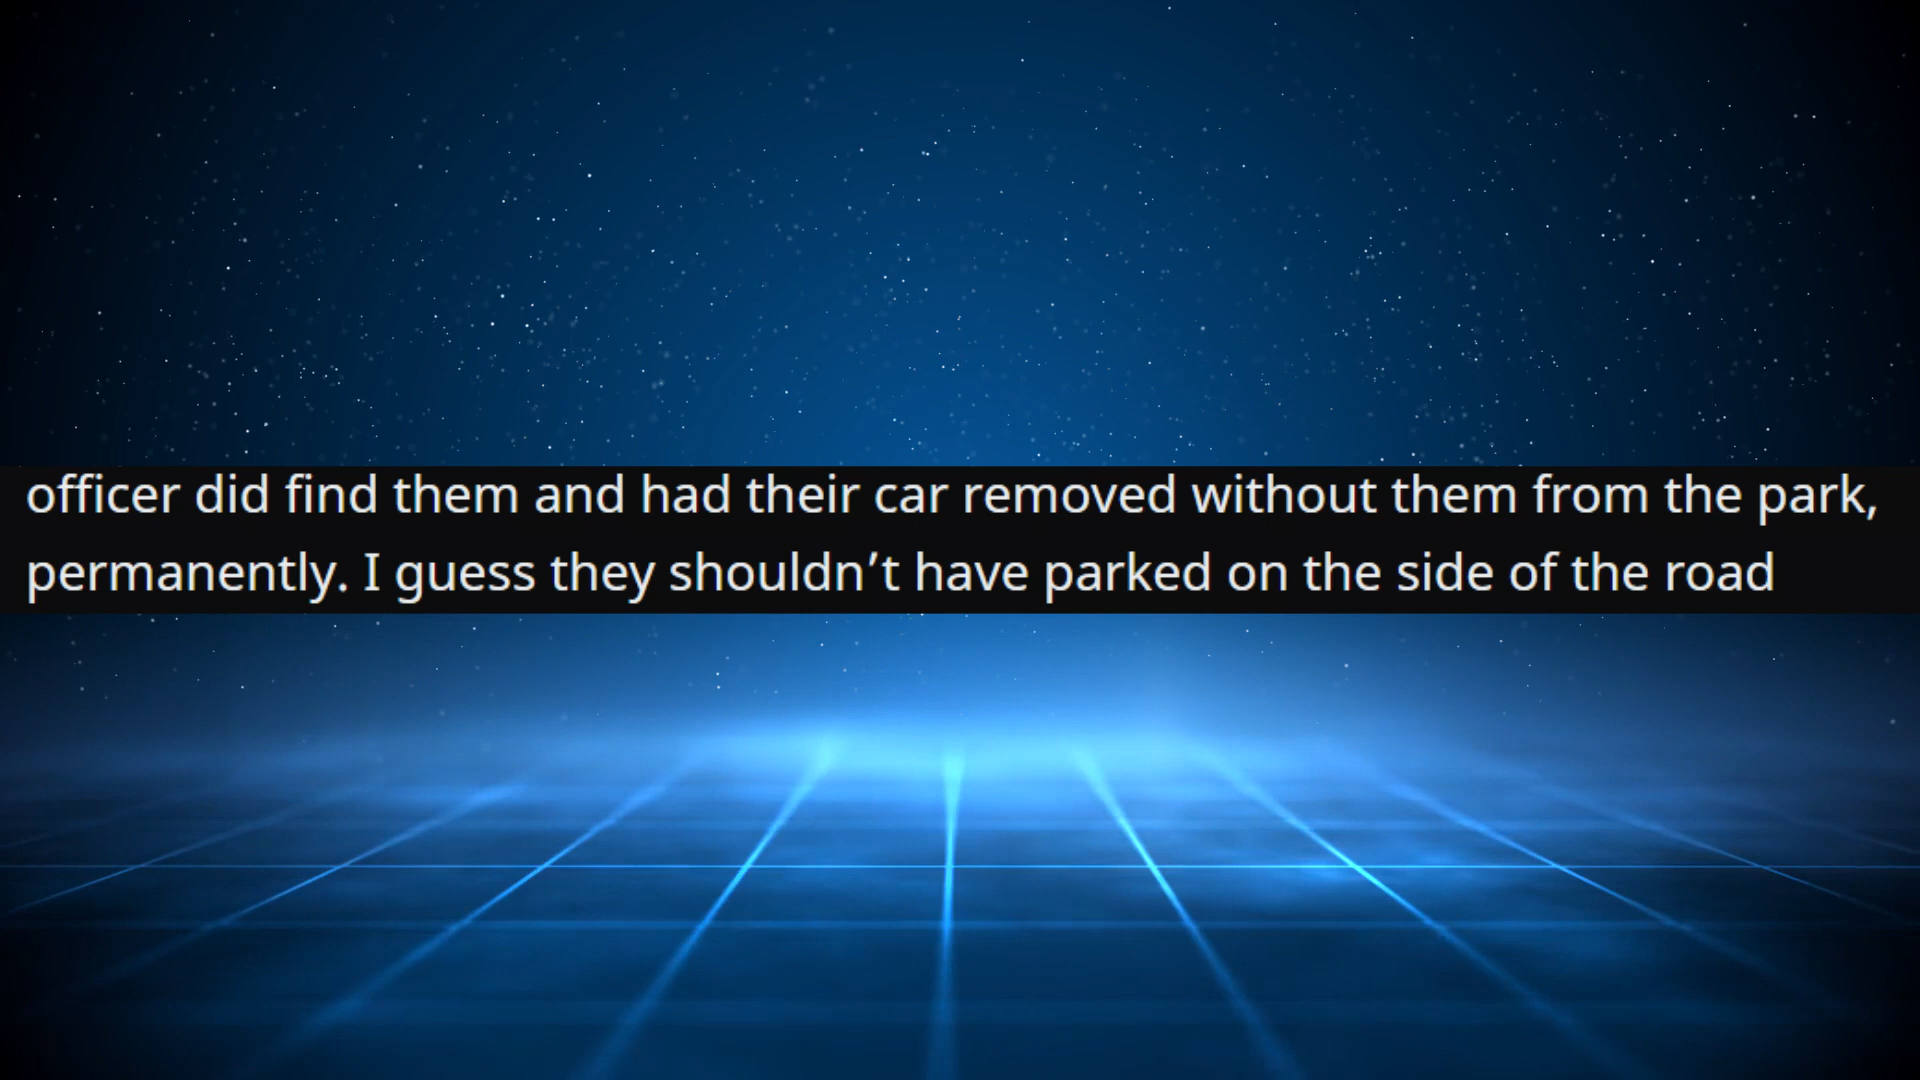 officer did find them and had their car removed without them from the park,
permanently. I guess they shouldn’t have parked on the side of the road